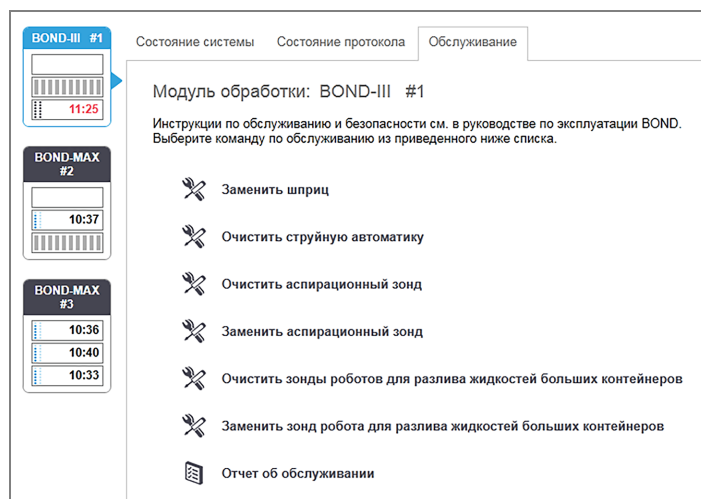 BOND-III #1
11:25
BOND-MAX
#2
10:37
BOND-MAX
#3
10:36
10:40
10:33
Состояние системы Состояние протокола Обслуживание
Модуль обработки: BOND-III #1
Инструкции по обслуживанию и безопасности см. в руководстве по эксплуатации BOND.
Выберите команду по обслуживанию из приведенного ниже списка.
Заменить шприц
Очистить струйную автоматику
Очистить аспирационный зонд
Заменить аспирационный зонд
Очистить зонды роботов для разлива жидкостей больших контейнеров
Заменить зонд робота для разлива жидкостей больших контейнеров
Отчет об обслуживании